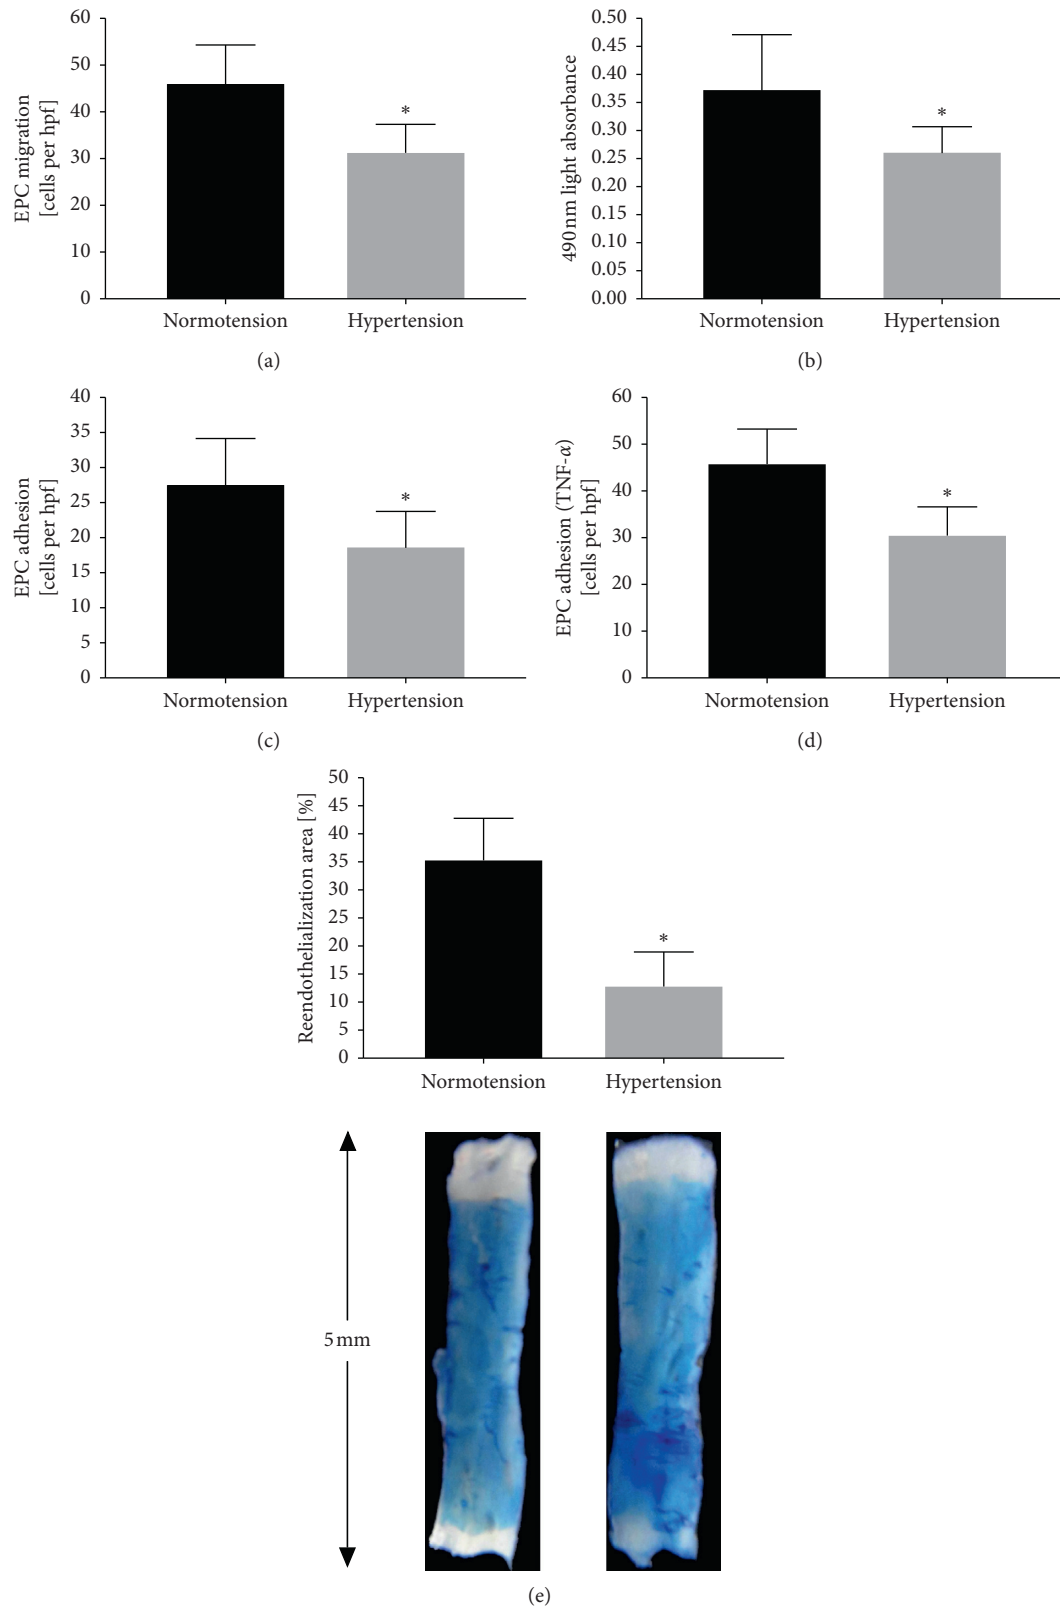 EPC migration
[cells per hpf]
60
50
40
30
20
10
0
*
Normotension
Hypertension
(a)
490 nm light absorbance
0.50
0.45
0.40
0.35
0.30
0.25
0.20
0.15
0.10
0.05
0.00
*
Normotension
Hypertension
(b)
EPC adhesion
[cells per hpf]
40
35
30
25
20
15
10
5
0
*
Normotension
Hypertension
(c)
EPC adhesion (TNF-α)
[cells per hpf]
60
50
40
30
20
10
0
*
Normotension
Hypertension
(d)
Reendothelialization area [%]
50
45
40
35
30
25
20
15
10
5
0
*
Normotension
Hypertension
5 mm
(e)